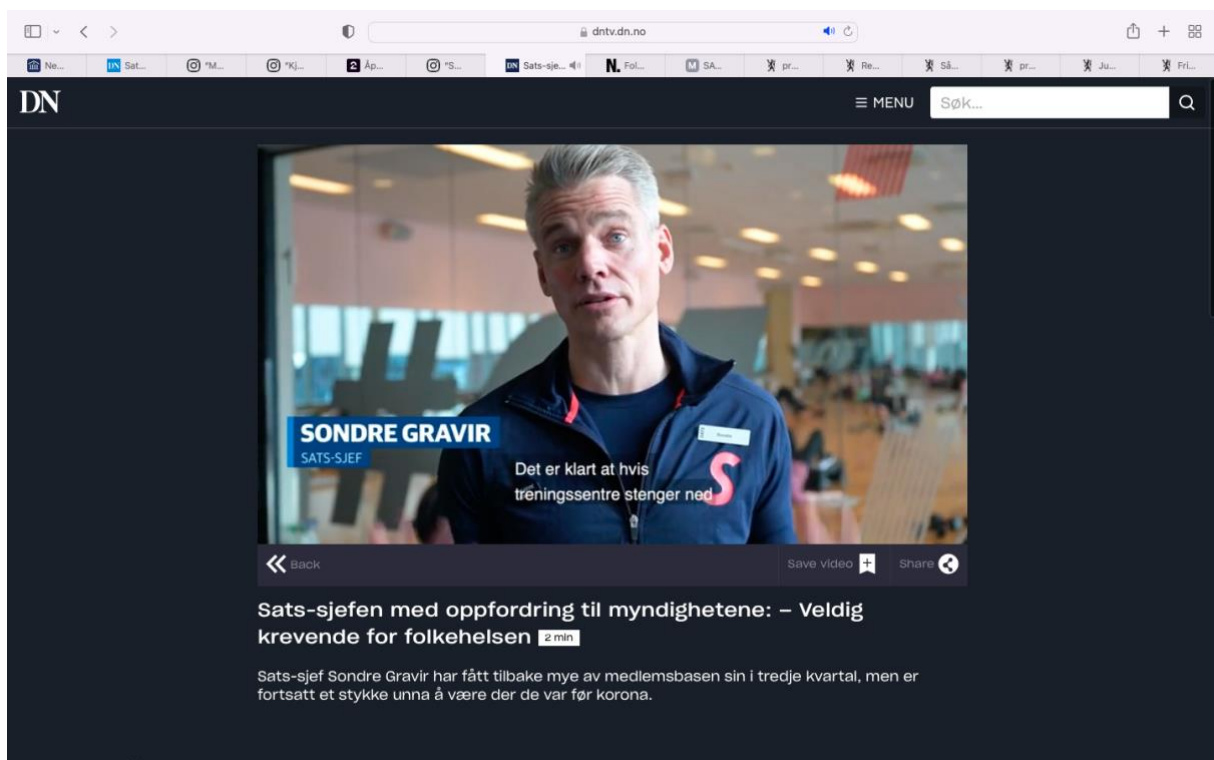 dntv.dn.no
Ne...
DN Sat...
"M...
"Kj...
2 Åp...
"S...
DN Sats-sje...
N. Fol...
M SA...
pr...
Re...
Så...
pr...
Ju...
Fri...
DN
MENU
Søk...
SONDRE GRAVIR
SATS-SJEF
Det er klart at hvis
treningssentre stenger ned
S
Back
Save video
Share
Sats-sjefen med oppfordring til myndighetene: – Veldig
krevende for folkehelsen 2 min
Sats-sjef Sondre Gravir har fått tilbake mye av medlemsbasen sin i tredje kvartal, men er
fortsatt et stykke unna å være der de var før korona.